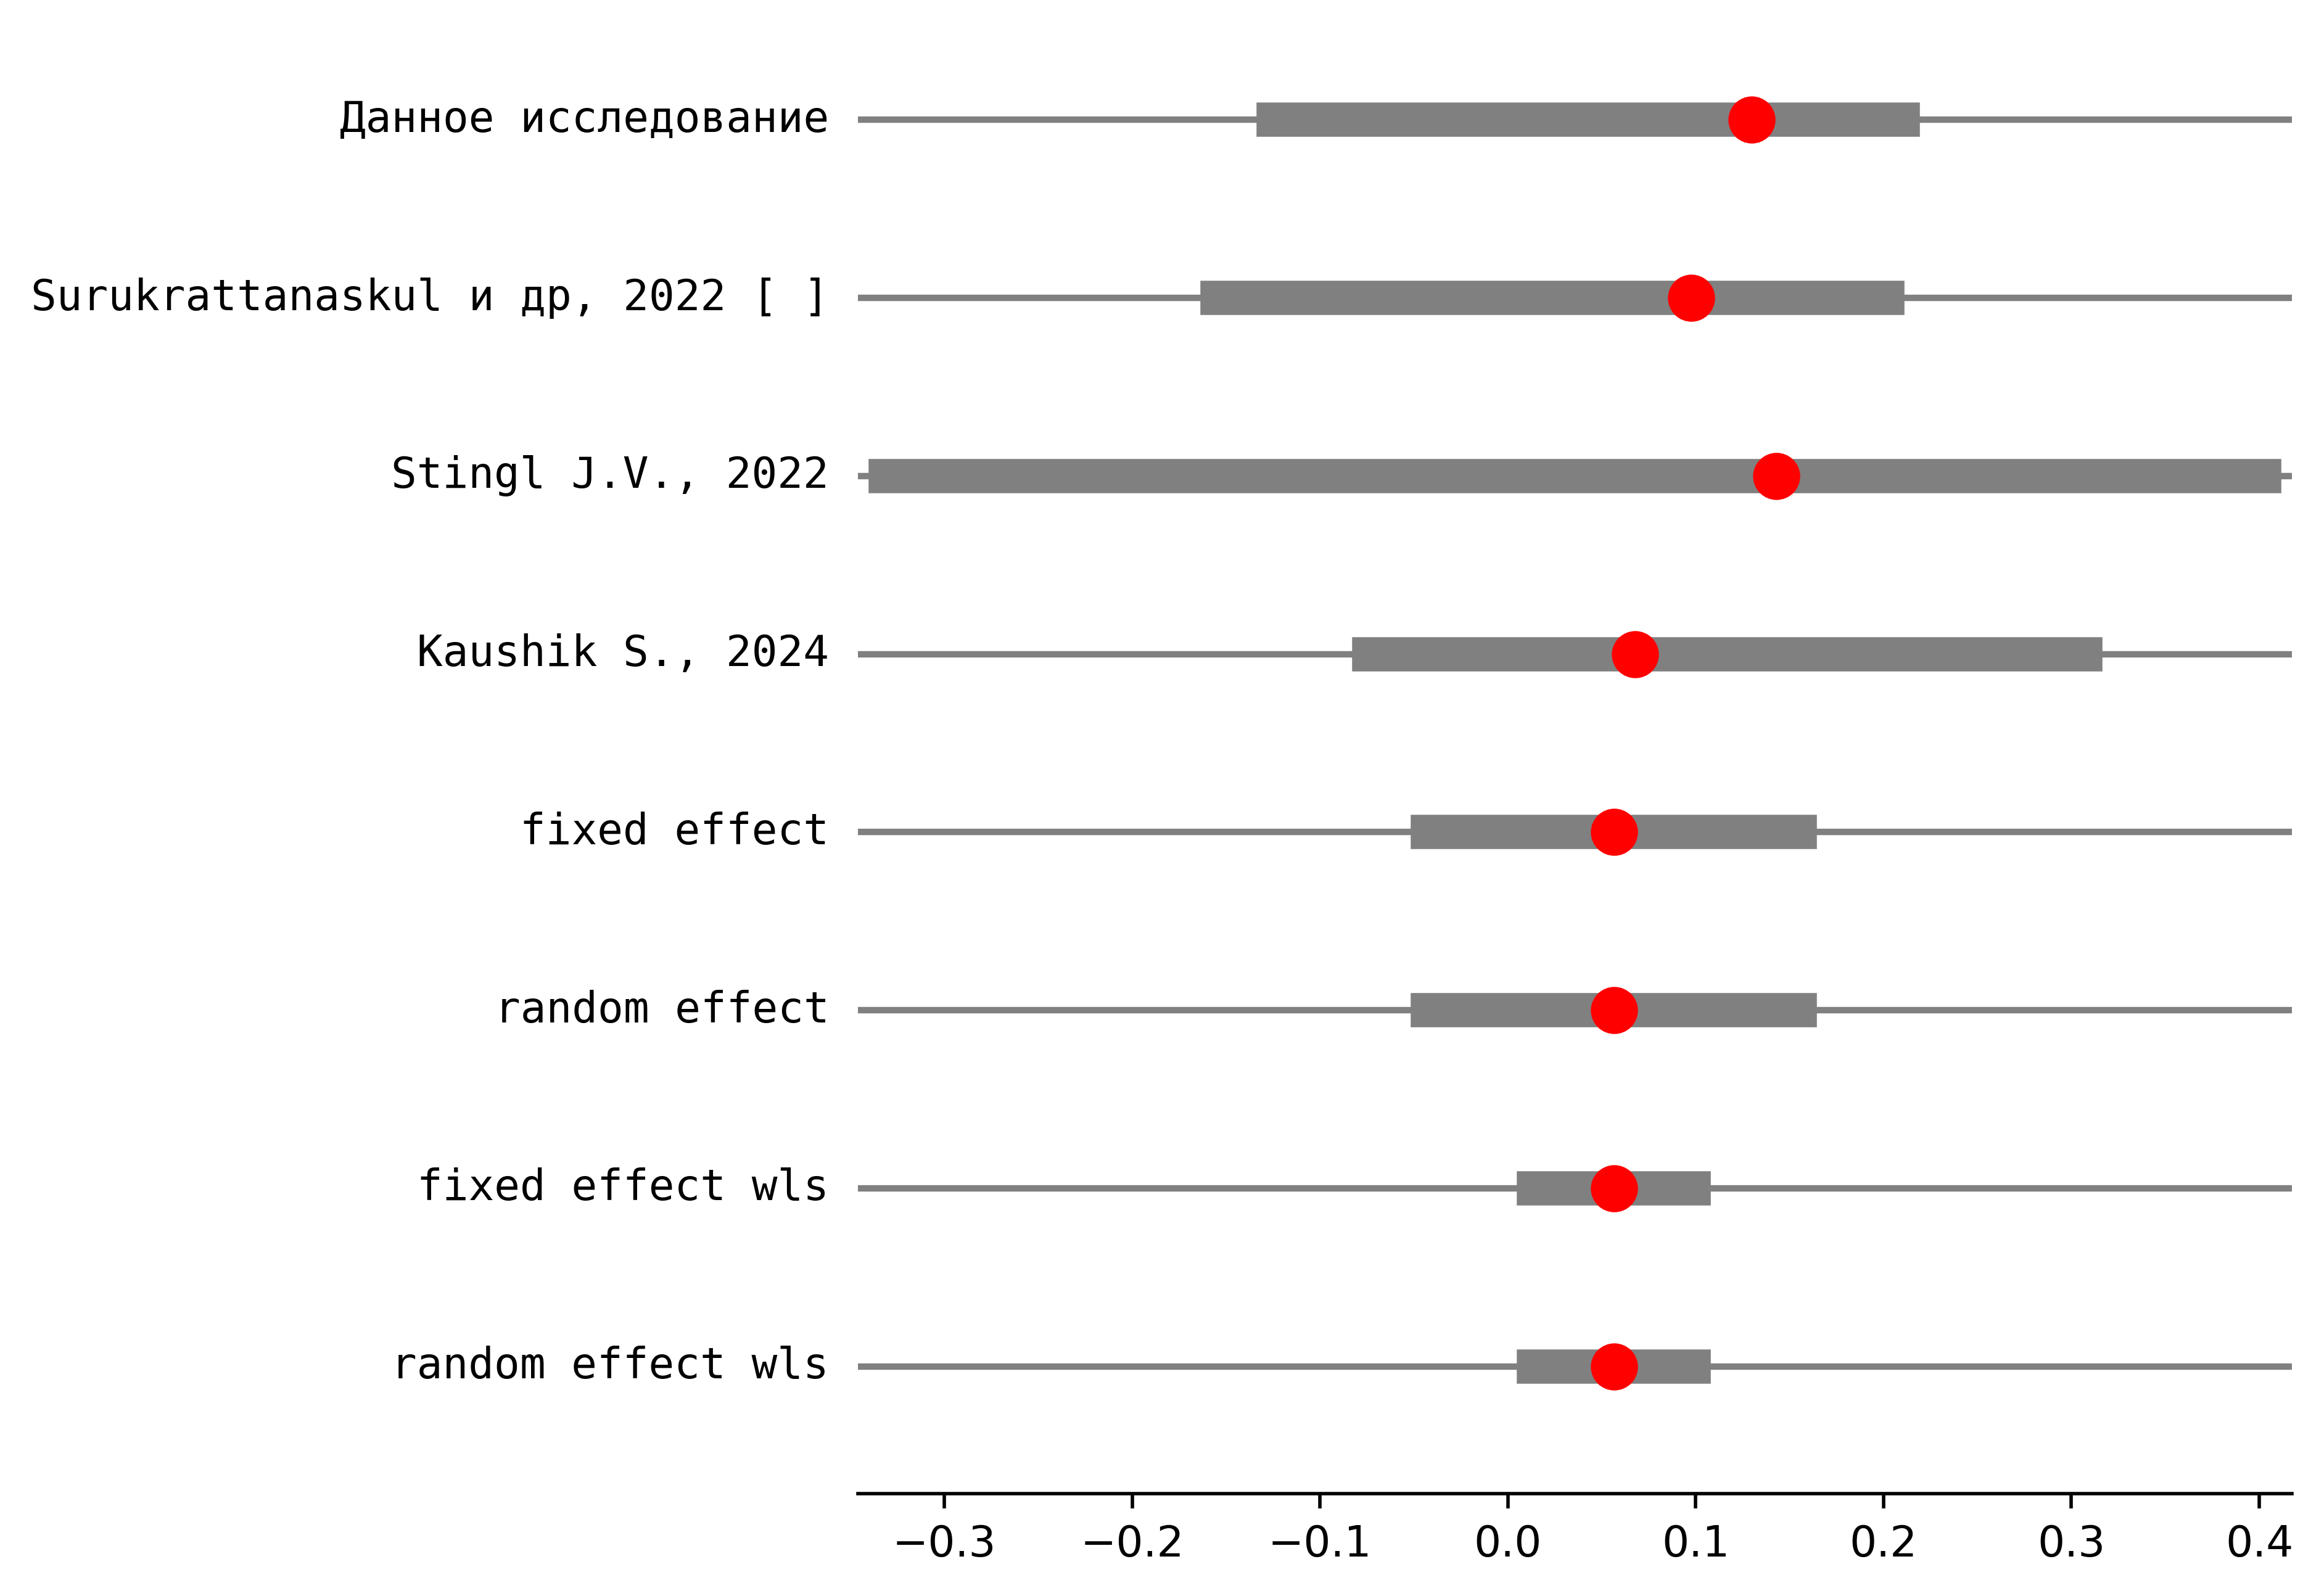 Данное исследование
Surukrattanaskul и др, 2022 [ ]
Stingl J.V., 2022
Kaushik S., 2024
fixed effect
random effect
fixed effect wls
random effect wls
−0.3 −0.2 −0.1 0.0 0.1 0.2 0.3 0.4